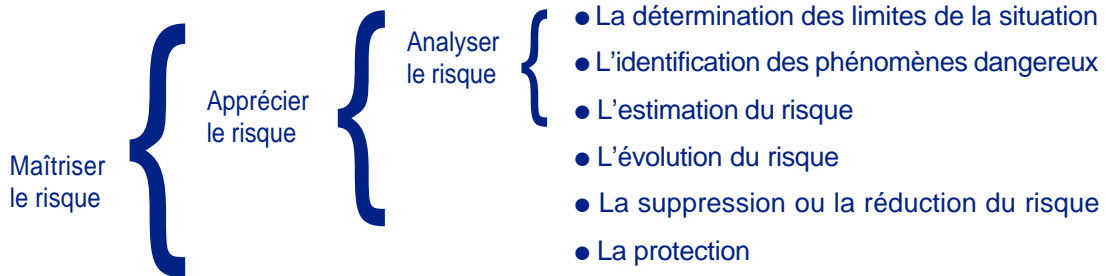 Maîtriser
le risque
Apprécier
le risque
Analyser
le risque
● La détermination des limites de la situation
● L’identification des phénomènes dangereux
● L’estimation du risque
● L’évolution du risque
● La suppression ou la réduction du risque
● La protection